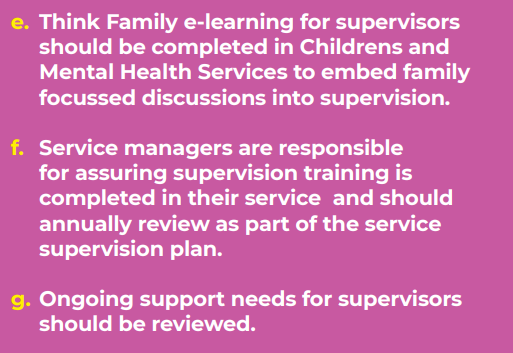 e. Think Family e-learning for supervisors
should be completed in Childrens and
Mental Health Services to embed family
focussed discussions into supervision.
f. Service managers are responsible
for assuring supervision training is
completed in their service  and should
annually review as part of the service
supervision plan.
g. Ongoing support needs for supervisors
should be reviewed.